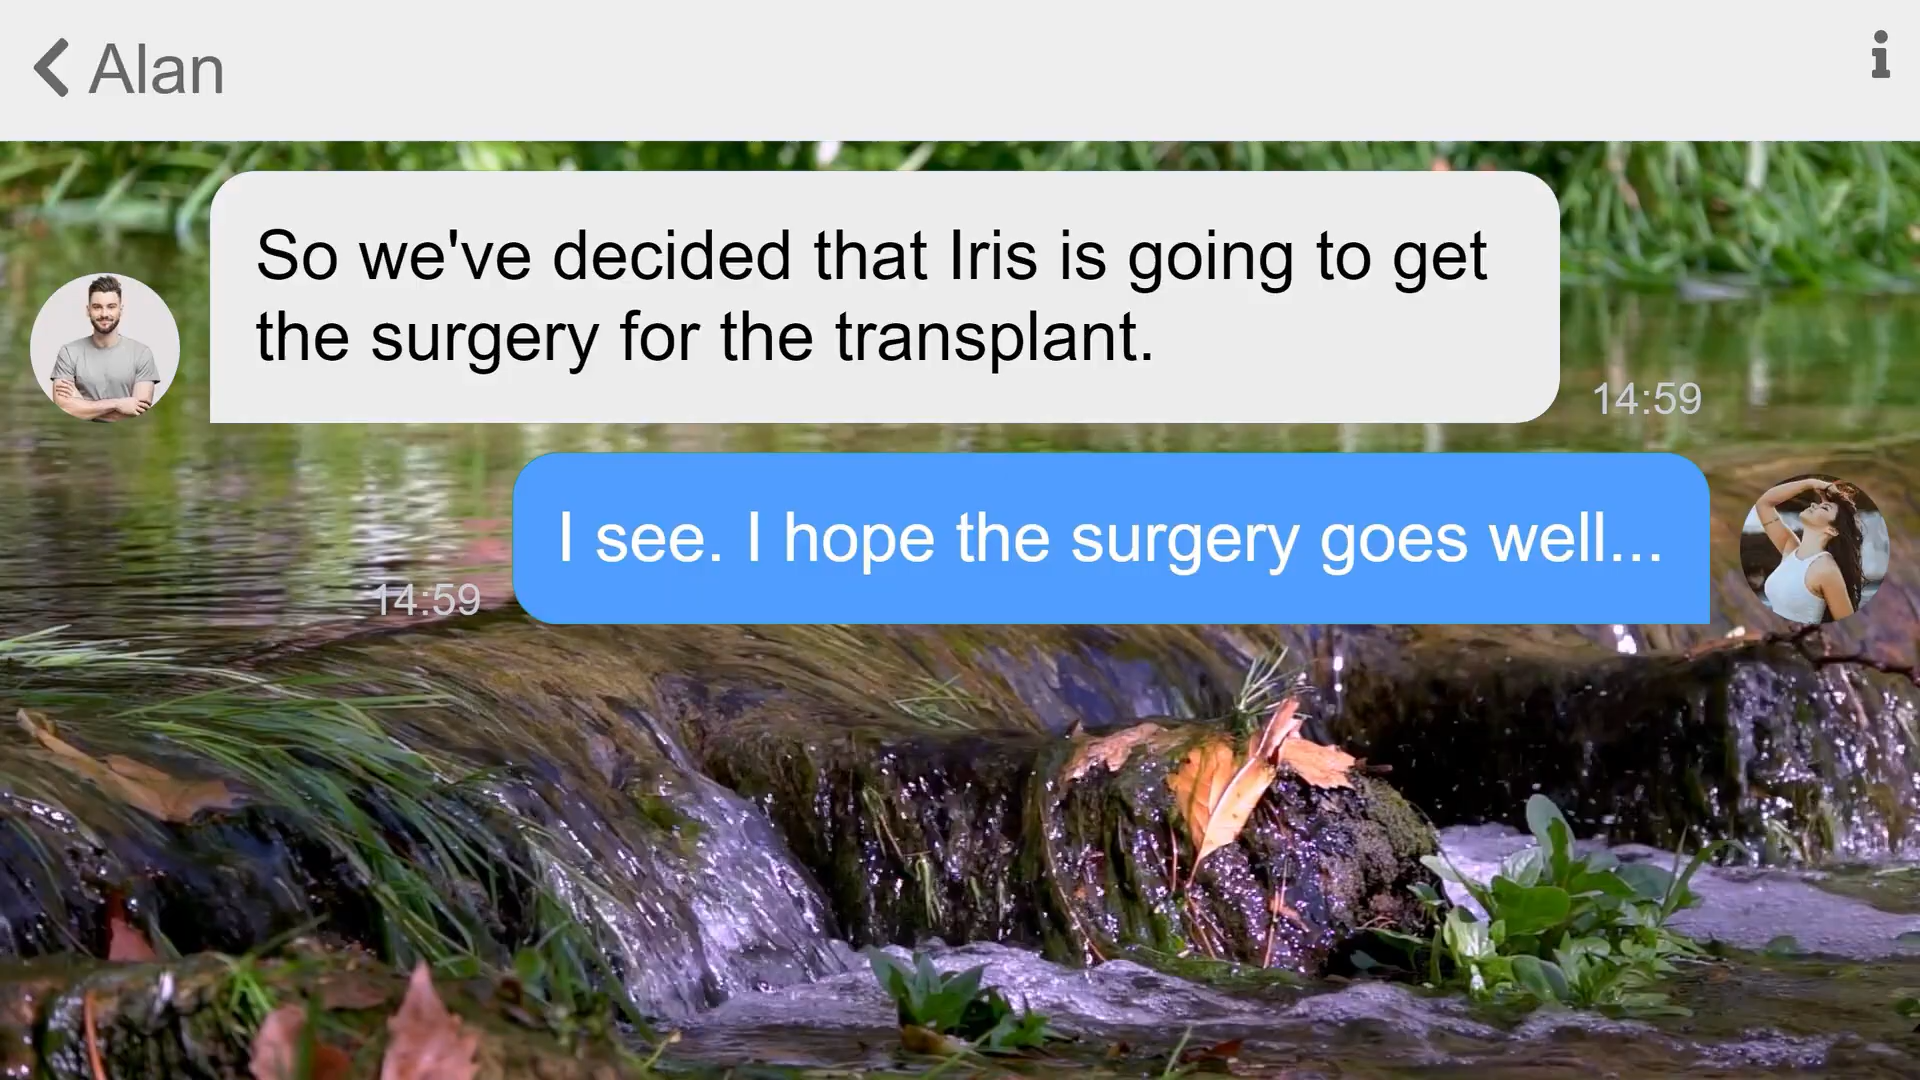 Alan
So we've decided that Iris is going to get
the surgery for the transplant.
14:59
I see. I hope the surgery goes well...
14:59